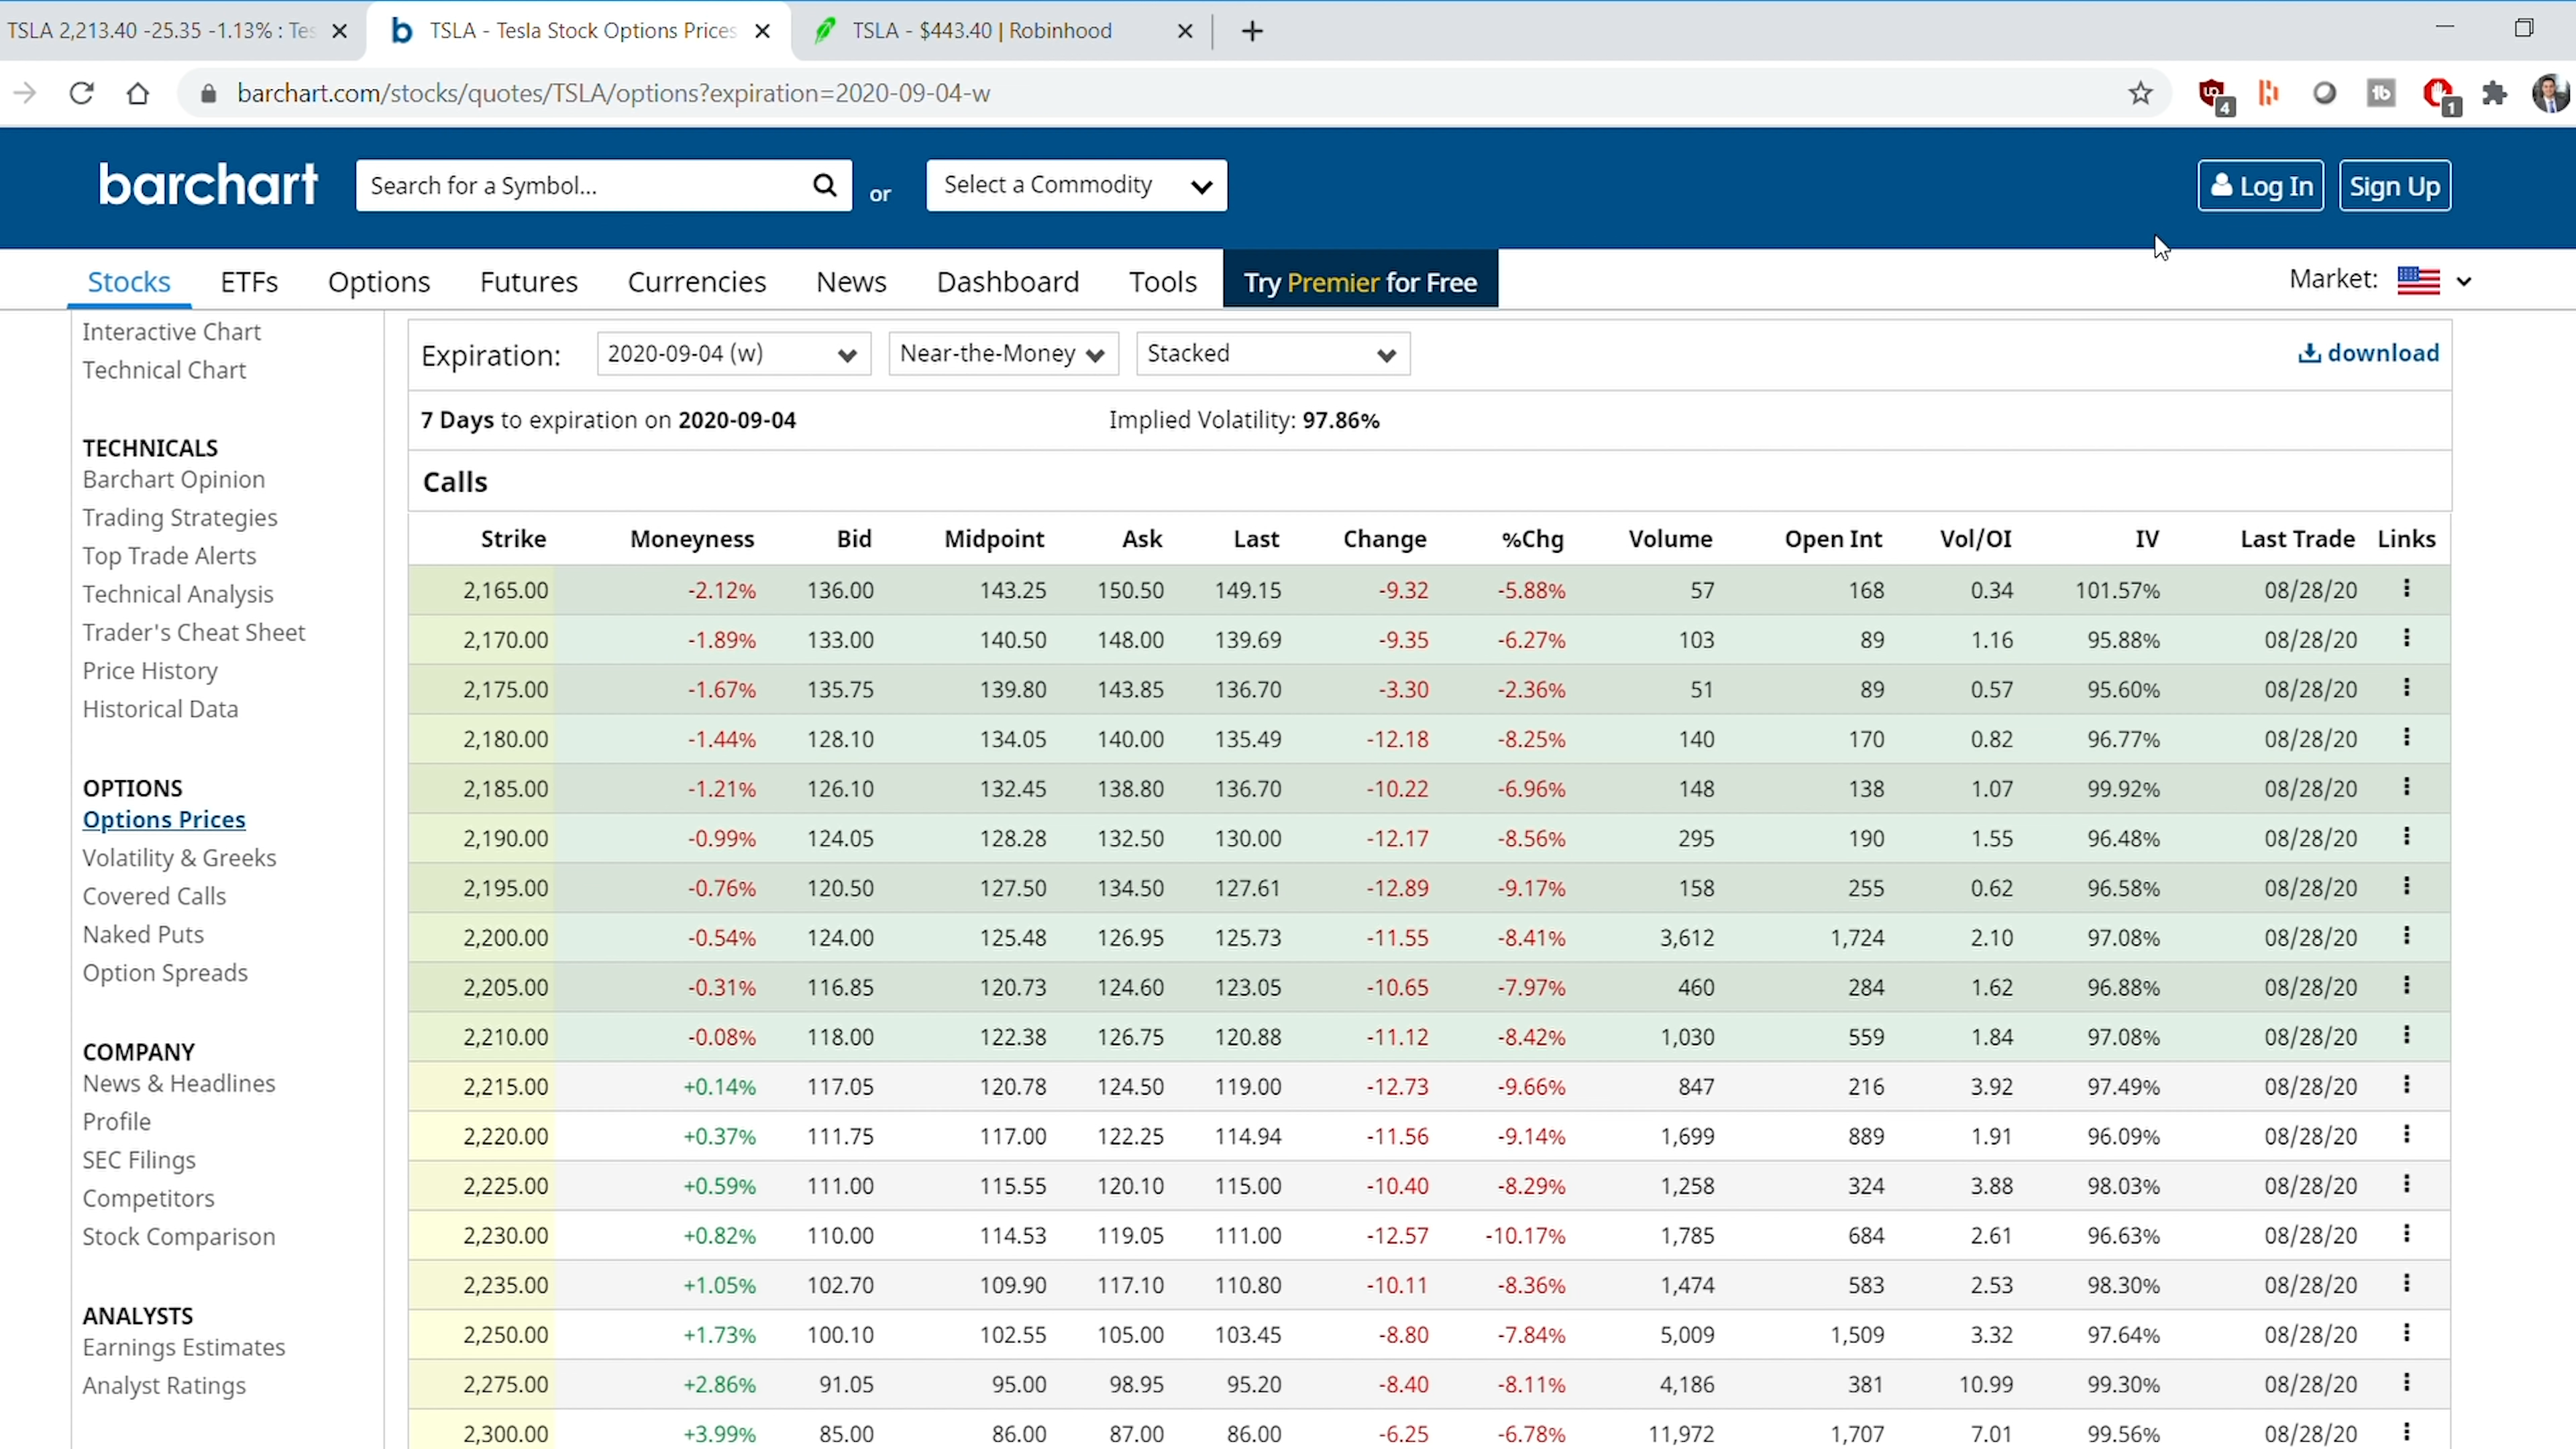 TSLA 2,213.40 -25.35 -1.13% : Tes
b TSLA - Tesla Stock Options Prices
TSLA - $443.40 | Robinhood
barchart.com/stocks/quotes/TSLA/options?expiration=2020-09-04-w
4
1
barchart Search for a Symbol... or Select a Commodity Log In Sign Up
Stocks ETFs Options Futures Currencies News Dashboard Tools Try Premier for Free Market:
Interactive Chart
Technical Chart
TECHNICALS
Barchart Opinion
Trading Strategies
Top Trade Alerts
Technical Analysis
Trader's Cheat Sheet
Price History
Historical Data
OPTIONS
Options Prices
Volatility & Greeks
Covered Calls
Naked Puts
Option Spreads
COMPANY
News & Headlines
Profile
SEC Filings
Competitors
Stock Comparison
ANALYSTS
Earnings Estimates
Analyst Ratings
Expiration: 2020-09-04 (w) Near-the-Money Stacked download
7 Days to expiration on 2020-09-04 Implied Volatility: 97.86%
Calls
Strike Moneyness Bid Midpoint Ask Last Change %Chg Volume Open Int Vol/OI IV Last Trade Links
2,165.00 -2.12% 136.00 143.25 150.50 149.15 -9.32 -5.88% 57 168 0.34 101.57% 08/28/20
2,170.00 -1.89% 133.00 140.50 148.00 139.69 -9.35 -6.27% 103 89 1.16 95.88% 08/28/20
2,175.00 -1.67% 135.75 139.80 143.85 136.70 -3.30 -2.36% 51 89 0.57 95.60% 08/28/20
2,180.00 -1.44% 128.10 134.05 140.00 135.49 -12.18 -8.25% 140 170 0.82 96.77% 08/28/20
2,185.00 -1.21% 126.10 132.45 138.80 136.70 -10.22 -6.96% 148 138 1.07 99.92% 08/28/20
2,190.00 -0.99% 124.05 128.28 132.50 130.00 -12.17 -8.56% 295 190 1.55 96.48% 08/28/20
2,195.00 -0.76% 120.50 127.50 134.50 127.61 -12.89 -9.17% 158 255 0.62 96.58% 08/28/20
2,200.00 -0.54% 124.00 125.48 126.95 125.73 -11.55 -8.41% 3,612 1,724 2.10 97.08% 08/28/20
2,205.00 -0.31% 116.85 120.73 124.60 123.05 -10.65 -7.97% 460 284 1.62 96.88% 08/28/20
2,210.00 -0.08% 118.00 122.38 126.75 120.88 -11.12 -8.42% 1,030 559 1.84 97.08% 08/28/20
2,215.00 +0.14% 117.05 120.78 124.50 119.00 -12.73 -9.66% 847 216 3.92 97.49% 08/28/20
2,220.00 +0.37% 111.75 117.00 122.25 114.94 -11.56 -9.14% 1,699 889 1.91 96.09% 08/28/20
2,225.00 +0.59% 111.00 115.55 120.10 115.00 -10.40 -8.29% 1,258 324 3.88 98.03% 08/28/20
2,230.00 +0.82% 110.00 114.53 119.05 111.00 -12.57 -10.17% 1,785 684 2.61 96.63% 08/28/20
2,235.00 +1.05% 102.70 109.90 117.10 110.80 -10.11 -8.36% 1,474 583 2.53 98.30% 08/28/20
2,250.00 +1.73% 100.10 102.55 105.00 103.45 -8.80 -7.84% 5,009 1,509 3.32 97.64% 08/28/20
2,275.00 +2.86% 91.05 95.00 98.95 95.20 -8.40 -8.11% 4,186 381 10.99 99.30% 08/28/20
2,300.00 +3.99% 85.00 86.00 87.00 86.00 -6.25 -6.78% 11,972 1,707 7.01 99.56% 08/28/20